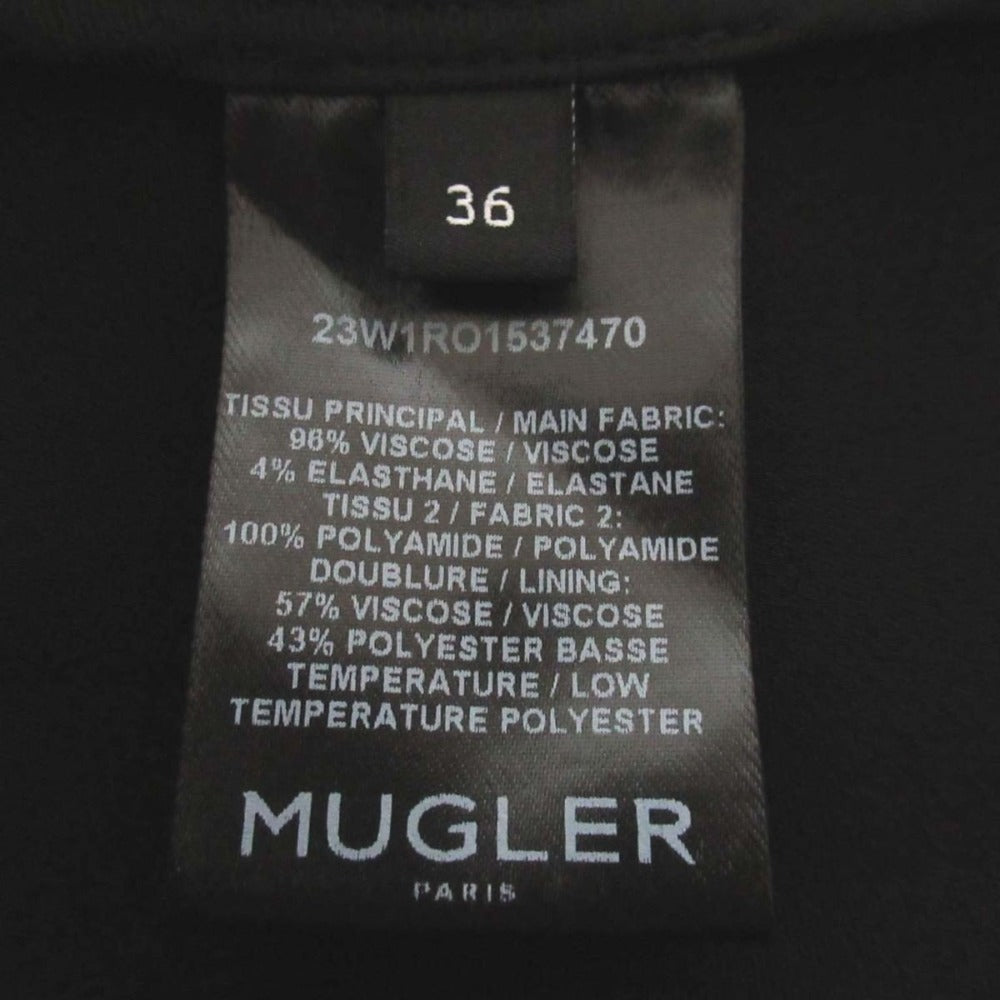 36
23W1RO1537470
TISSU PRINCIPAL / MAIN FABRIC:
96% VISCOSE / VISCOSE
4% ELASTHANE / ELASTANE
TISSU 2 / FABRIC 2:
100% POLYAMIDE / POLYAMIDE
DOUBLURE / LINING:
57% VISCOSE / VISCOSE
43% POLYESTER BASSE
TEMPERATURE / LOW
TEMPERATURE POLYESTER
MUGLER
PARIS